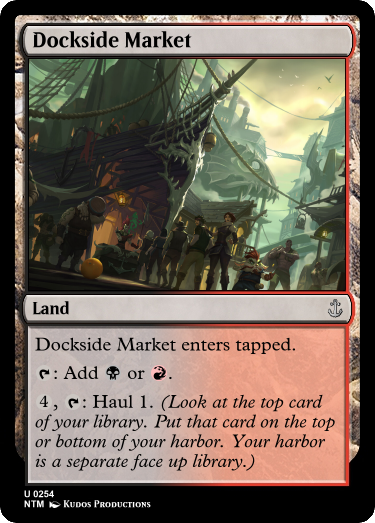 Dockside Market
Land
Dockside Market enters tapped.
: Add or .
4 , : Haul 1. (Look at the top card
of your library. Put that card on the top
or bottom of your harbor. Your harbor
is a separate face up library.)
U 0254
NTM Kudos Productions